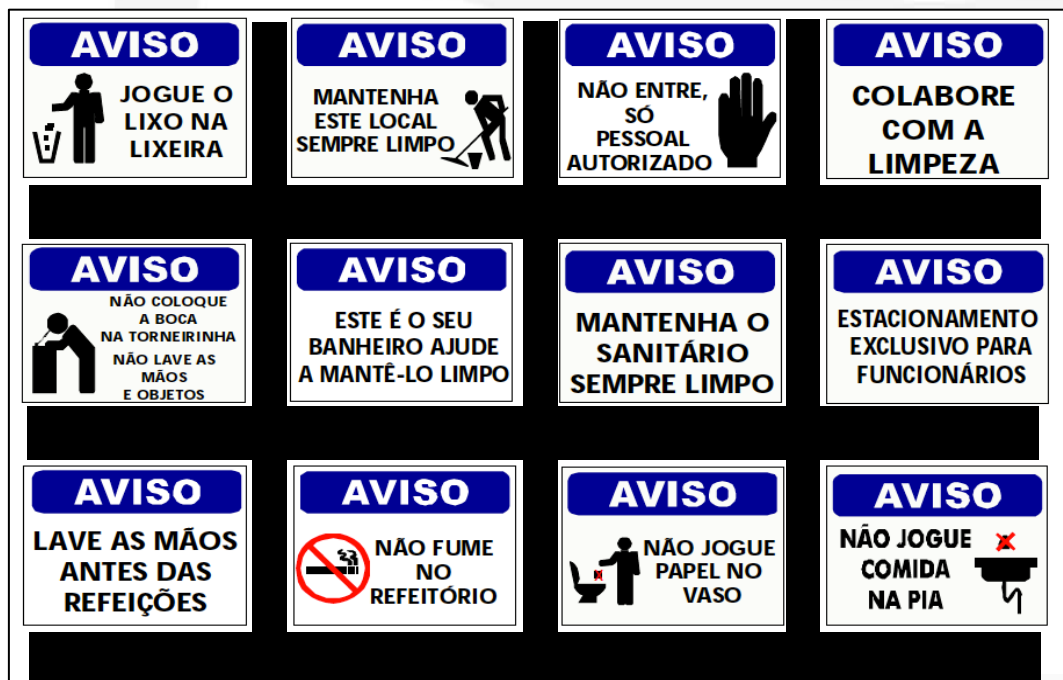 AVISO
JOGUE O
LIXO NA
LIXEIRA
AVISO
MANTENHA
ESTE LOCAL
SEMPRE LIMPO
AVISO
NÃO ENTRE,
SÓ
PESSOAL
AUTORIZADO
AVISO
COLABORE
COM A
LIMPEZA
AVISO
NÃO COLOQUE
A BOCA
NA TORNEIRINHA
NÃO LAVE AS
MÃOS
E OBJETOS
AVISO
ESTE É O SEU
BANHEIRO AJUDE
A MANTÊ-LO LIMPO
AVISO
MANTENHA O
SANITÁRIO
SEMPRE LIMPO
AVISO
ESTACIONAMENTO
EXCLUSIVO PARA
FUNCIONÁRIOS
AVISO
LAVE AS MÃOS
ANTES DAS
REFEIÇÕES
AVISO
NÃO FUME
NO
REFEITÓRIO
AVISO
NÃO JOGUE
PAPEL NO
VASO
AVISO
NÃO JOGUE
COMIDA
NA PIA